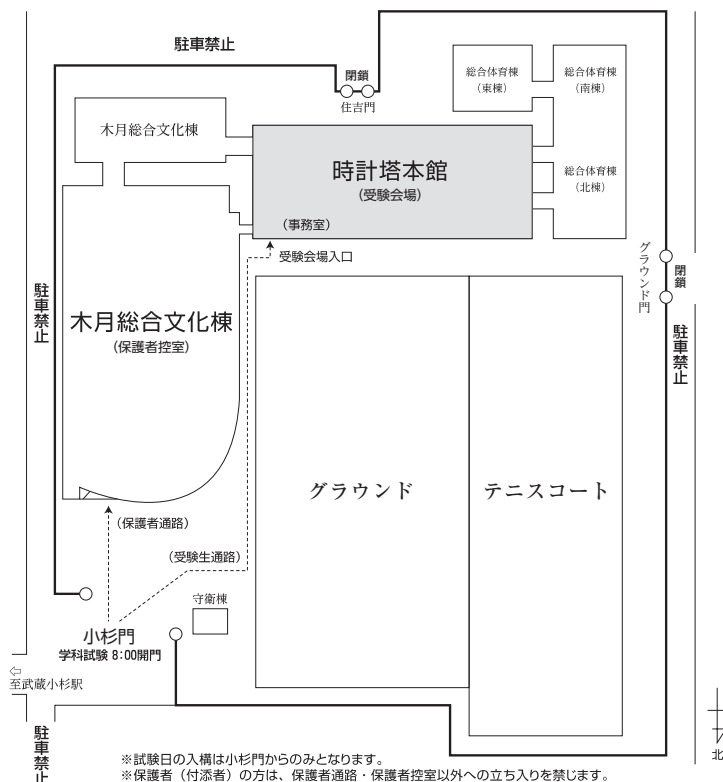 駐車禁止
閉鎖
住吉門
総合体育棟
（東棟）
総合体育棟
（南棟）
木月総合文化棟
時計塔本館
（受験会場）
総合体育棟
（北棟）
（事務室）
受験会場入口
グラウンド門
閉鎖
駐車禁止
木月総合文化棟
（保護者控室）
駐車禁止
グラウンド
テニスコート
（保護者通路）
（受験生通路）
守衛棟
小杉門
学科試験 8:00開門
⇦
至武蔵小杉駅
駐車禁止
北
※試験日の入構は小杉門からのみとなります。
※保護者（付添者）の方は、保護者通路・保護者控室以外への立ち入りを禁じます。